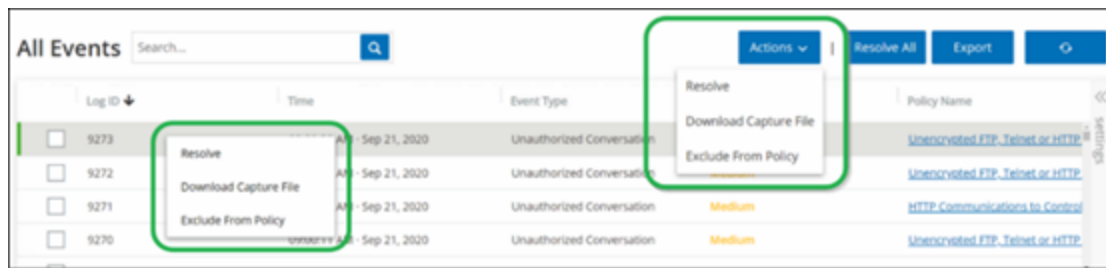 All Events Search... Actions | Resolve All Export
Log ID Time Event Type Policy Name
Resolve
Download Capture File
Exclude From Policy
9273 AM - Sep 21, 2020 Unauthorized Conversation Unencrypted FTP, Telnet or HTTP
9272 AM - Sep 21, 2020 Unauthorized Conversation Medium Unencrypted FTP, Telnet or HTTP
9271 AM - Sep 21, 2020 Unauthorized Conversation Medium HTTP Communications to Control
9270 AM - Sep 21, 2020 Unauthorized Conversation Medium Unencrypted FTP, Telnet or HTTP
Resolve
Download Capture File
Exclude From Policy
settings